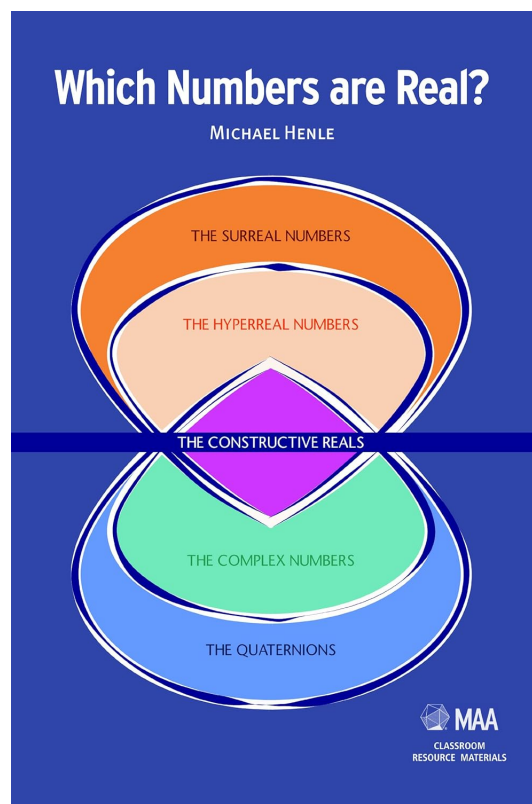 Which Numbers are Real?
MICHAEL HENLE
THE SURREAL NUMBERS
THE HYPERREAL NUMBERS
THE CONSTRUCTIVE REALS
THE COMPLEX NUMBERS
THE QUATERNIONS
MAA
CLASSROOM
RESOURCE MATERIALS